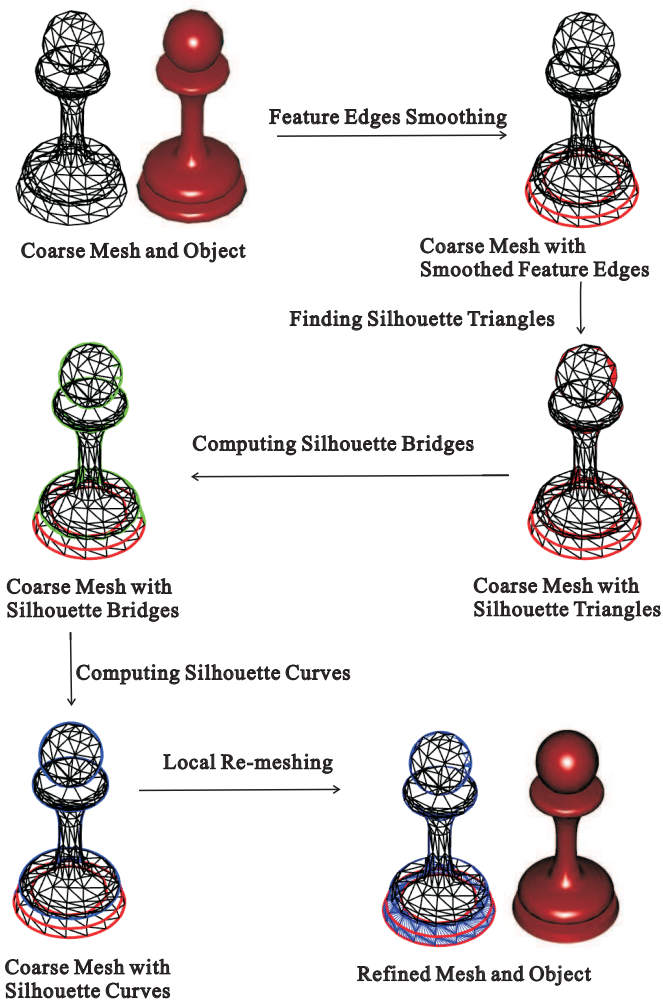 Feature Edges Smoothing
Coarse Mesh and Object
Coarse Mesh with
Smoothed Feature Edges
Finding Silhouette Triangles
Computing Silhouette Bridges
Coarse Mesh with
Silhouette Triangles
Coarse Mesh with
Silhouette Bridges
Computing Silhouette Curves
Local Re-meshing
Coarse Mesh with
Silhouette Curves
Refined Mesh and Object